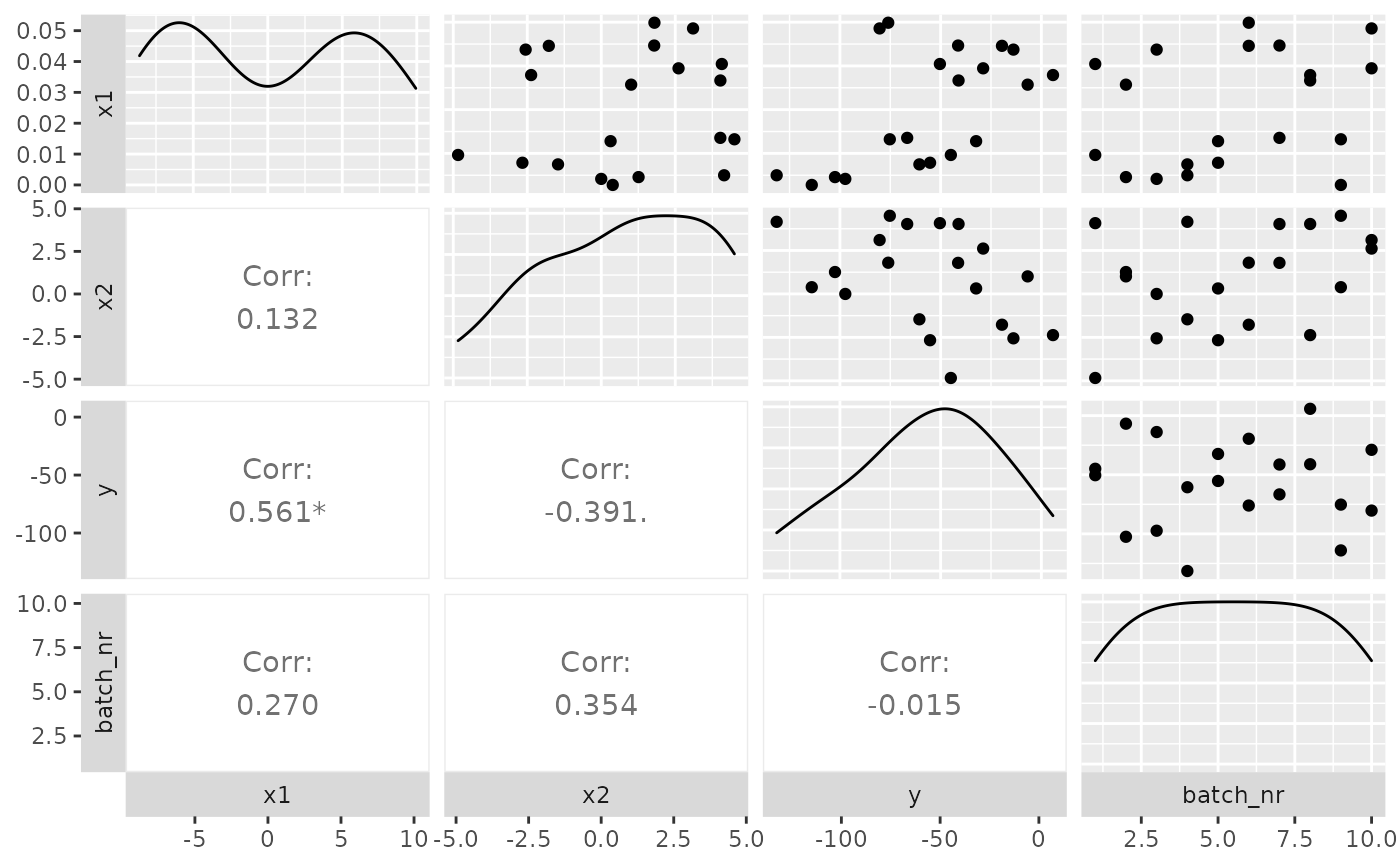 0.05
0.04
0.03
0.02
0.01
0.00
x1
5.0
2.5
0.0
-2.5
-5.0
x2
Corr:
0.132
0
-50
-100
y
Corr:
0.561*
Corr:
-0.391.
10.0
7.5
5.0
2.5
batch_nr
Corr:
0.270
Corr:
0.354
Corr:
-0.015
x1 x2 y batch_nr
-5 0 5 10 -5.0 -2.5 0.0 2.5 5.0 -100 -50 0 2.5 5.0 7.5 10.0